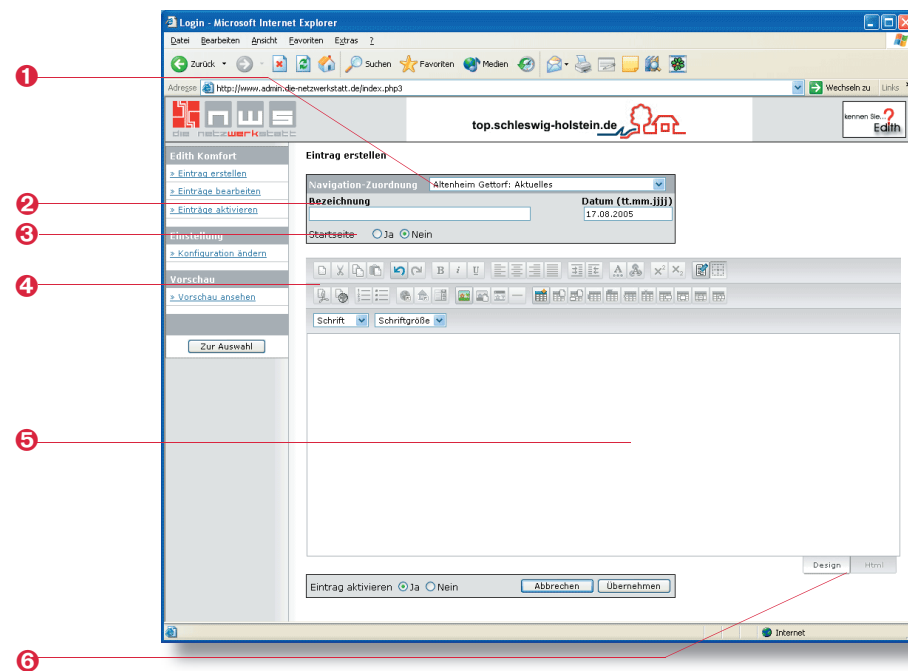 Login - Microsoft Internet Explorer
Datei Bearbeiten Ansicht Favoriten Extras ?
Zurück Suchen Favoriten Medien
1
Adresse http://www.admin.die-netzwerkstatt.de/index.php3 Wechseln zu Links
nws
die netzwerkstatt
top.schleswig-holstein.de
kennen Sie...?
Edith
Edith Komfort
» Eintrag erstellen
» Einträge bearbeiten
» Einträge aktivieren
Einstellung
» Konfiguration ändern
Vorschau
» Vorschau ansehen
Zur Auswahl
Eintrag erstellen
Navigation-Zuordnung Altenheim Gettorf: Aktuelles
2
Bezeichnung Datum (tt.mm.jjjj)
17.08.2005
3
Startseite Ja Nein
4
B i U A x² X₂
Schrift Schriftgröße
5
Design Html
Eintrag aktivieren Ja Nein Abbrechen Übernehmen
Internet
6